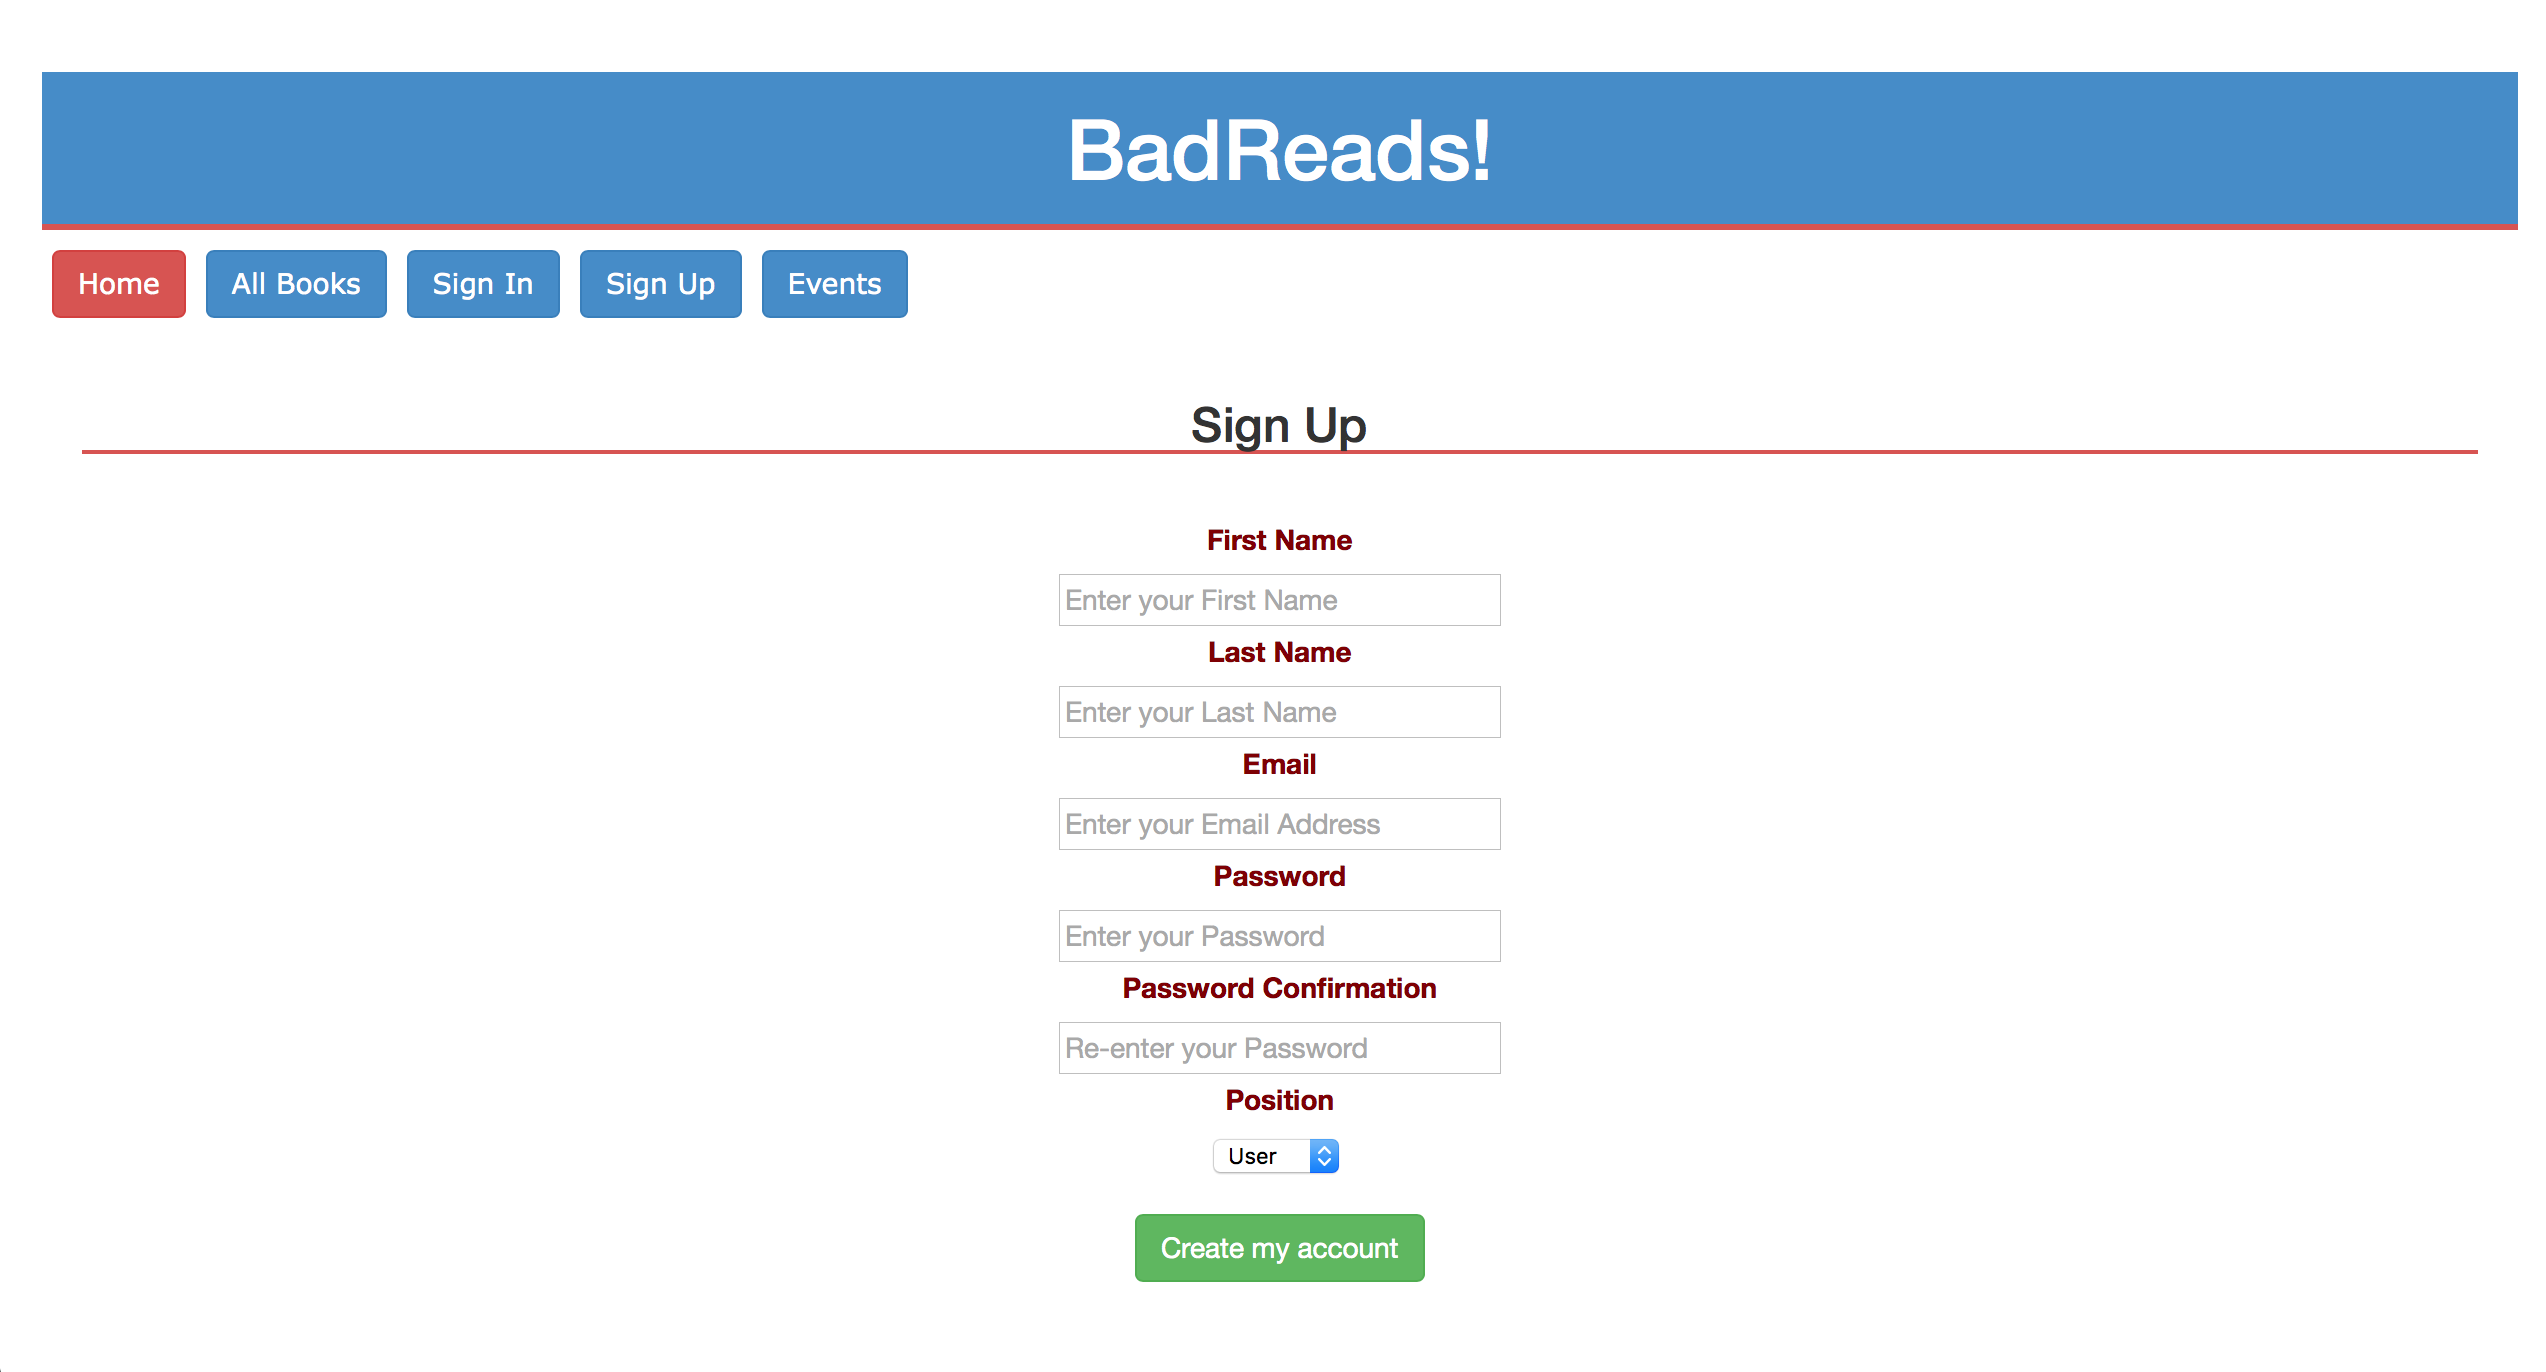 BadReads!
Home All Books Sign In Sign Up Events
Sign Up
First Name
Enter your First Name
Last Name
Enter your Last Name
Email
Enter your Email Address
Password
Enter your Password
Password Confirmation
Re-enter your Password
Position
User
Create my account